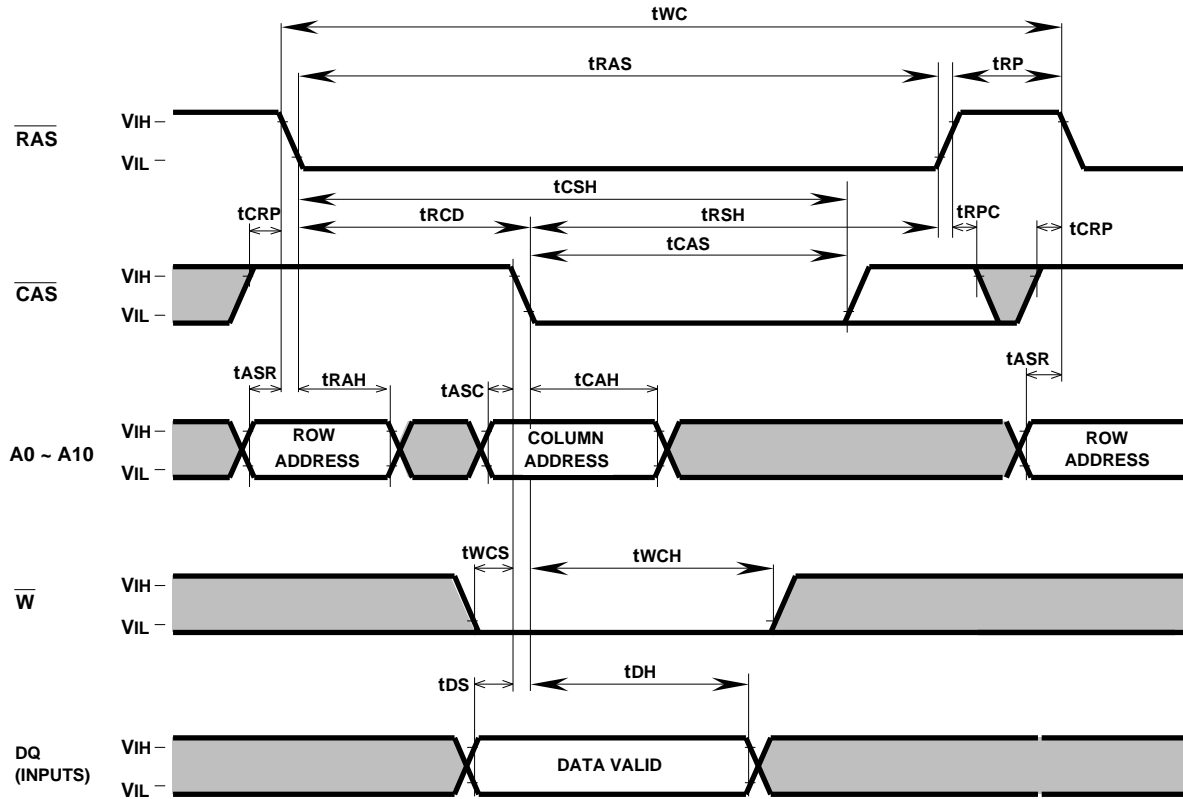 tWC
tRAS
tRP
RAS
VIH
VIL
tCSH
tCRP
tRCD
tRSH
tRPC
tCRP
tCAS
CAS
VIH
VIL
tASR
tRAH
tASC
tCAH
tASR
A0 ~ A10
VIH
VIL
ROW
ADDRESS
COLUMN
ADDRESS
ROW
ADDRESS
tWCS
tWCH
W
VIH
VIL
tDS
tDH
DQ
(INPUTS)
VIH
VIL
DATA VALID